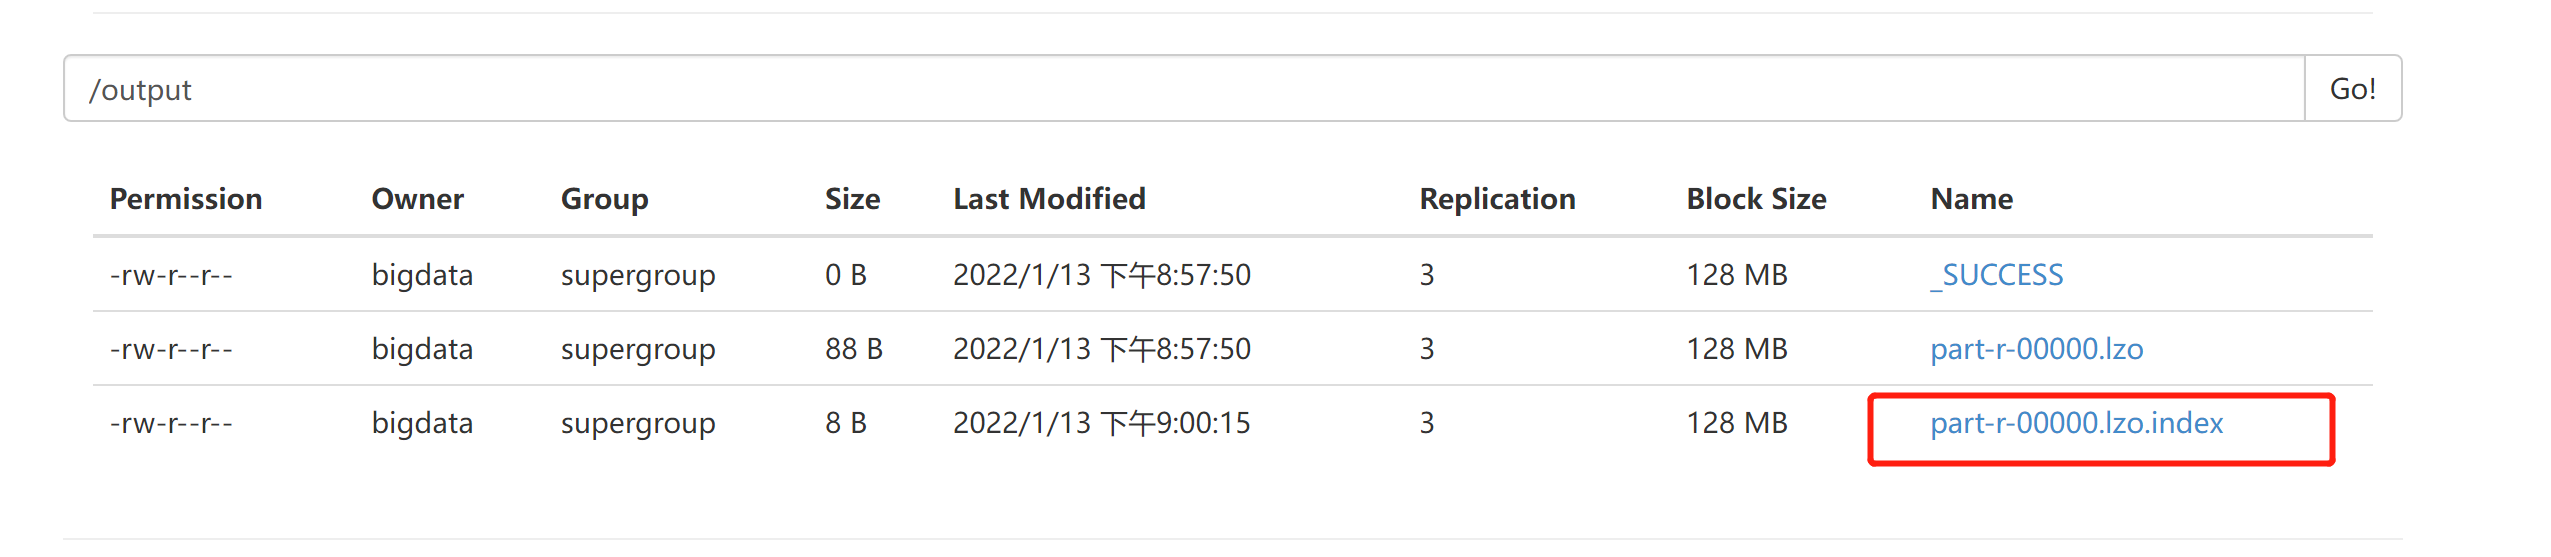 /output Go!
Permission Owner Group Size Last Modified Replication Block Size Name
-rw-r--r-- bigdata supergroup 0 B 2022/1/13 下午8:57:50 3 128 MB _SUCCESS
-rw-r--r-- bigdata supergroup 88 B 2022/1/13 下午8:57:50 3 128 MB part-r-00000.lzo
-rw-r--r-- bigdata supergroup 8 B 2022/1/13 下午9:00:15 3 128 MB part-r-00000.lzo.index